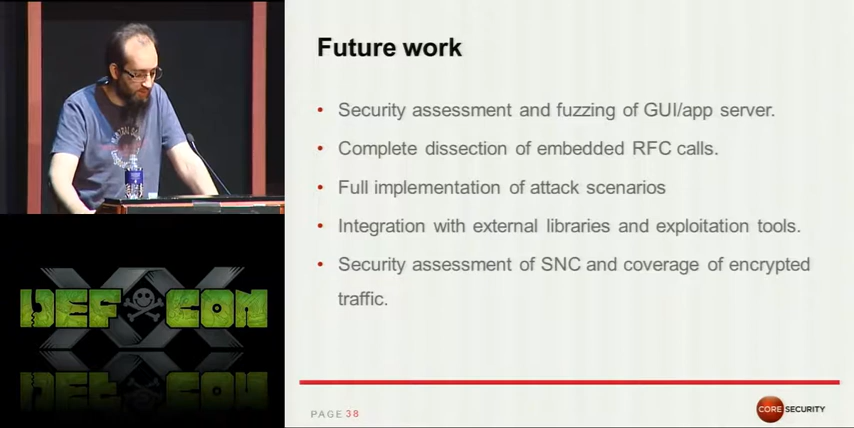 Future work
• Security assessment and fuzzing of GUI/app server.
• Complete dissection of embedded RFC calls.
• Full implementation of attack scenarios
• Integration with external libraries and exploitation tools.
• Security assessment of SNC and coverage of encrypted
traffic.
DEF CON
XX
PAGE 38
CORE SECURITY